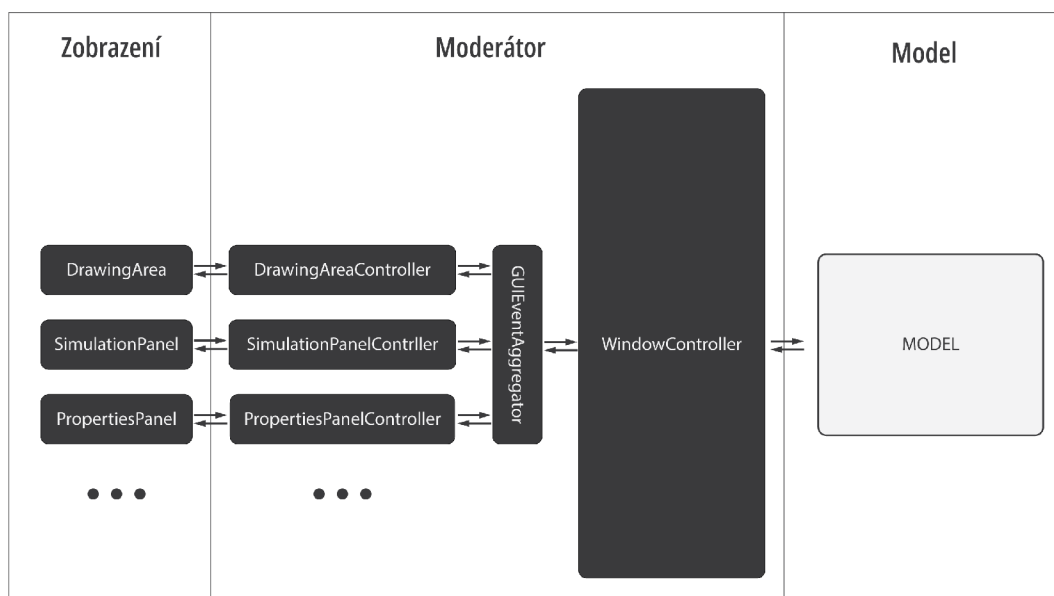 Zobrazení
Moderátor
Model
DrawingArea
DrawingAreaController
SimulationPanel
SimulationPanelContrller
PropertiesPanel
PropertiesPanelController
GUIEventAggregator
WindowController
MODEL